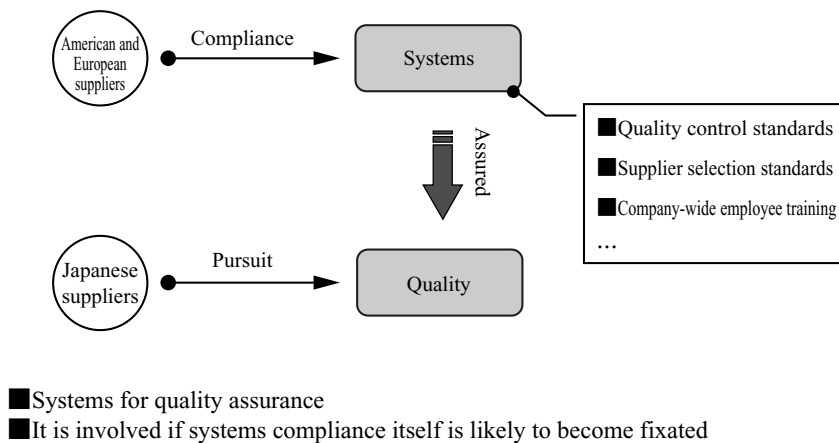 American and
European
suppliers
Compliance
Systems
■Quality control standards
■Supplier selection standards
■Company-wide employee training
…
Assured
Japanese
suppliers
Pursuit
Quality
■Systems for quality assurance
■It is involved if systems compliance itself is likely to become fixated